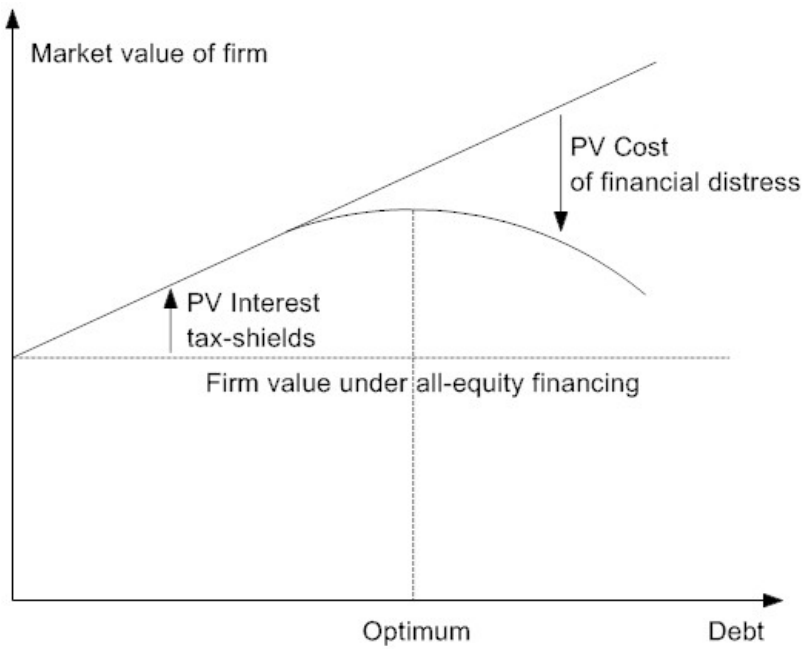 Market value of firm
PV Cost
of financial distress
PV Interest
tax-shields
Firm value under all-equity financing
Optimum
Debt